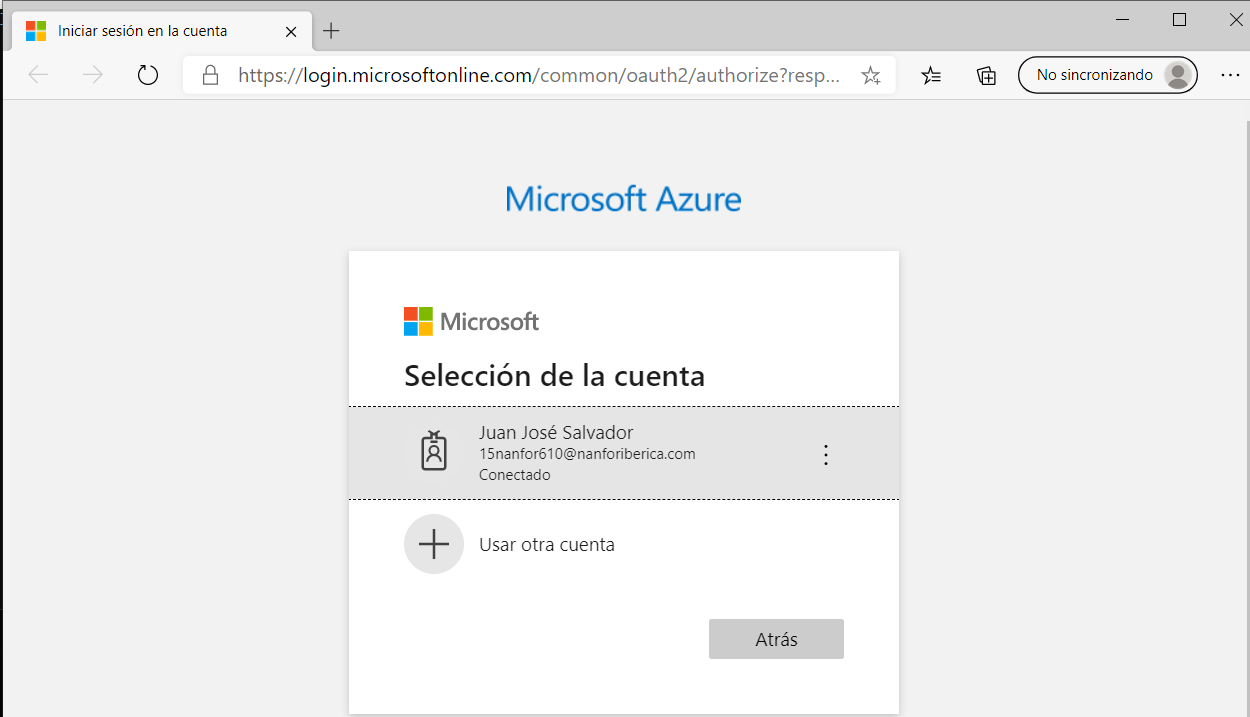 Iniciar sesión en la cuenta
https://login.microsoftonline.com/common/oauth2/authorize?resp...
No sincronizando
Microsoft Azure
Microsoft
Selección de la cuenta
Juan José Salvador
15nanfor610@nanforiberica.com
Conectado
Usar otra cuenta
Atrás